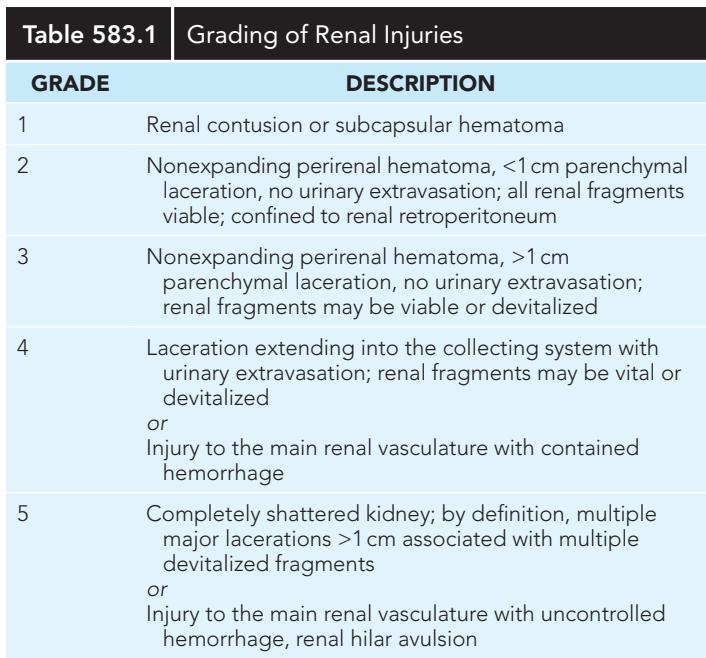 Table 583.1 Grading of Renal Injuries
GRADE DESCRIPTION
1 Renal contusion or subcapsular hematoma
2 Nonexpanding perirenal hematoma, <1 cm parenchymal
laceration, no urinary extravasation; all renal fragments
viable; confined to renal retroperitoneum
3 Nonexpanding perirenal hematoma, >1 cm
parenchymal laceration, no urinary extravasation;
renal fragments may be viable or devitalized
4 Laceration extending into the collecting system with
urinary extravasation; renal fragments may be vital or
devitalized
or
Injury to the main renal vasculature with contained
hemorrhage
5 Completely shattered kidney; by definition, multiple
major lacerations >1 cm associated with multiple
devitalized fragments
or
Injury to the main renal vasculature with uncontrolled
hemorrhage, renal hilar avulsion